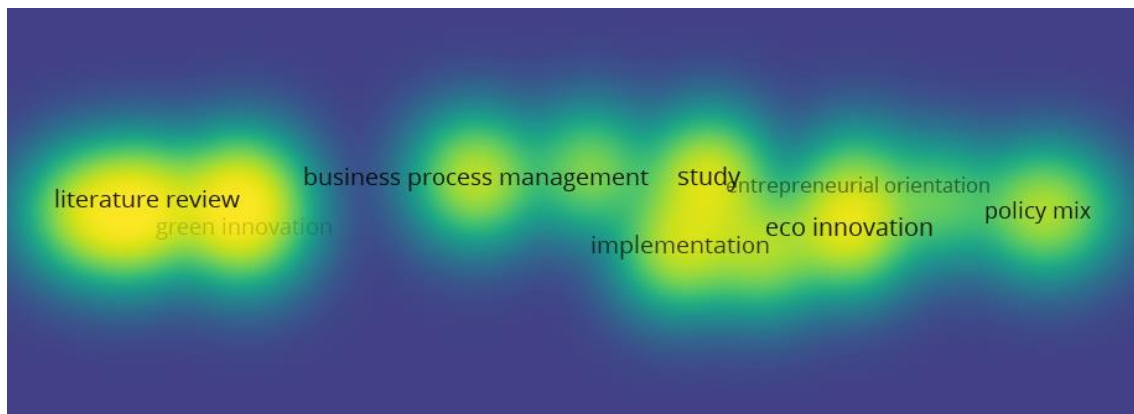 business process management
study
entrepreneurial orientation
literature review
policy mix
green innovation
eco innovation
implementation